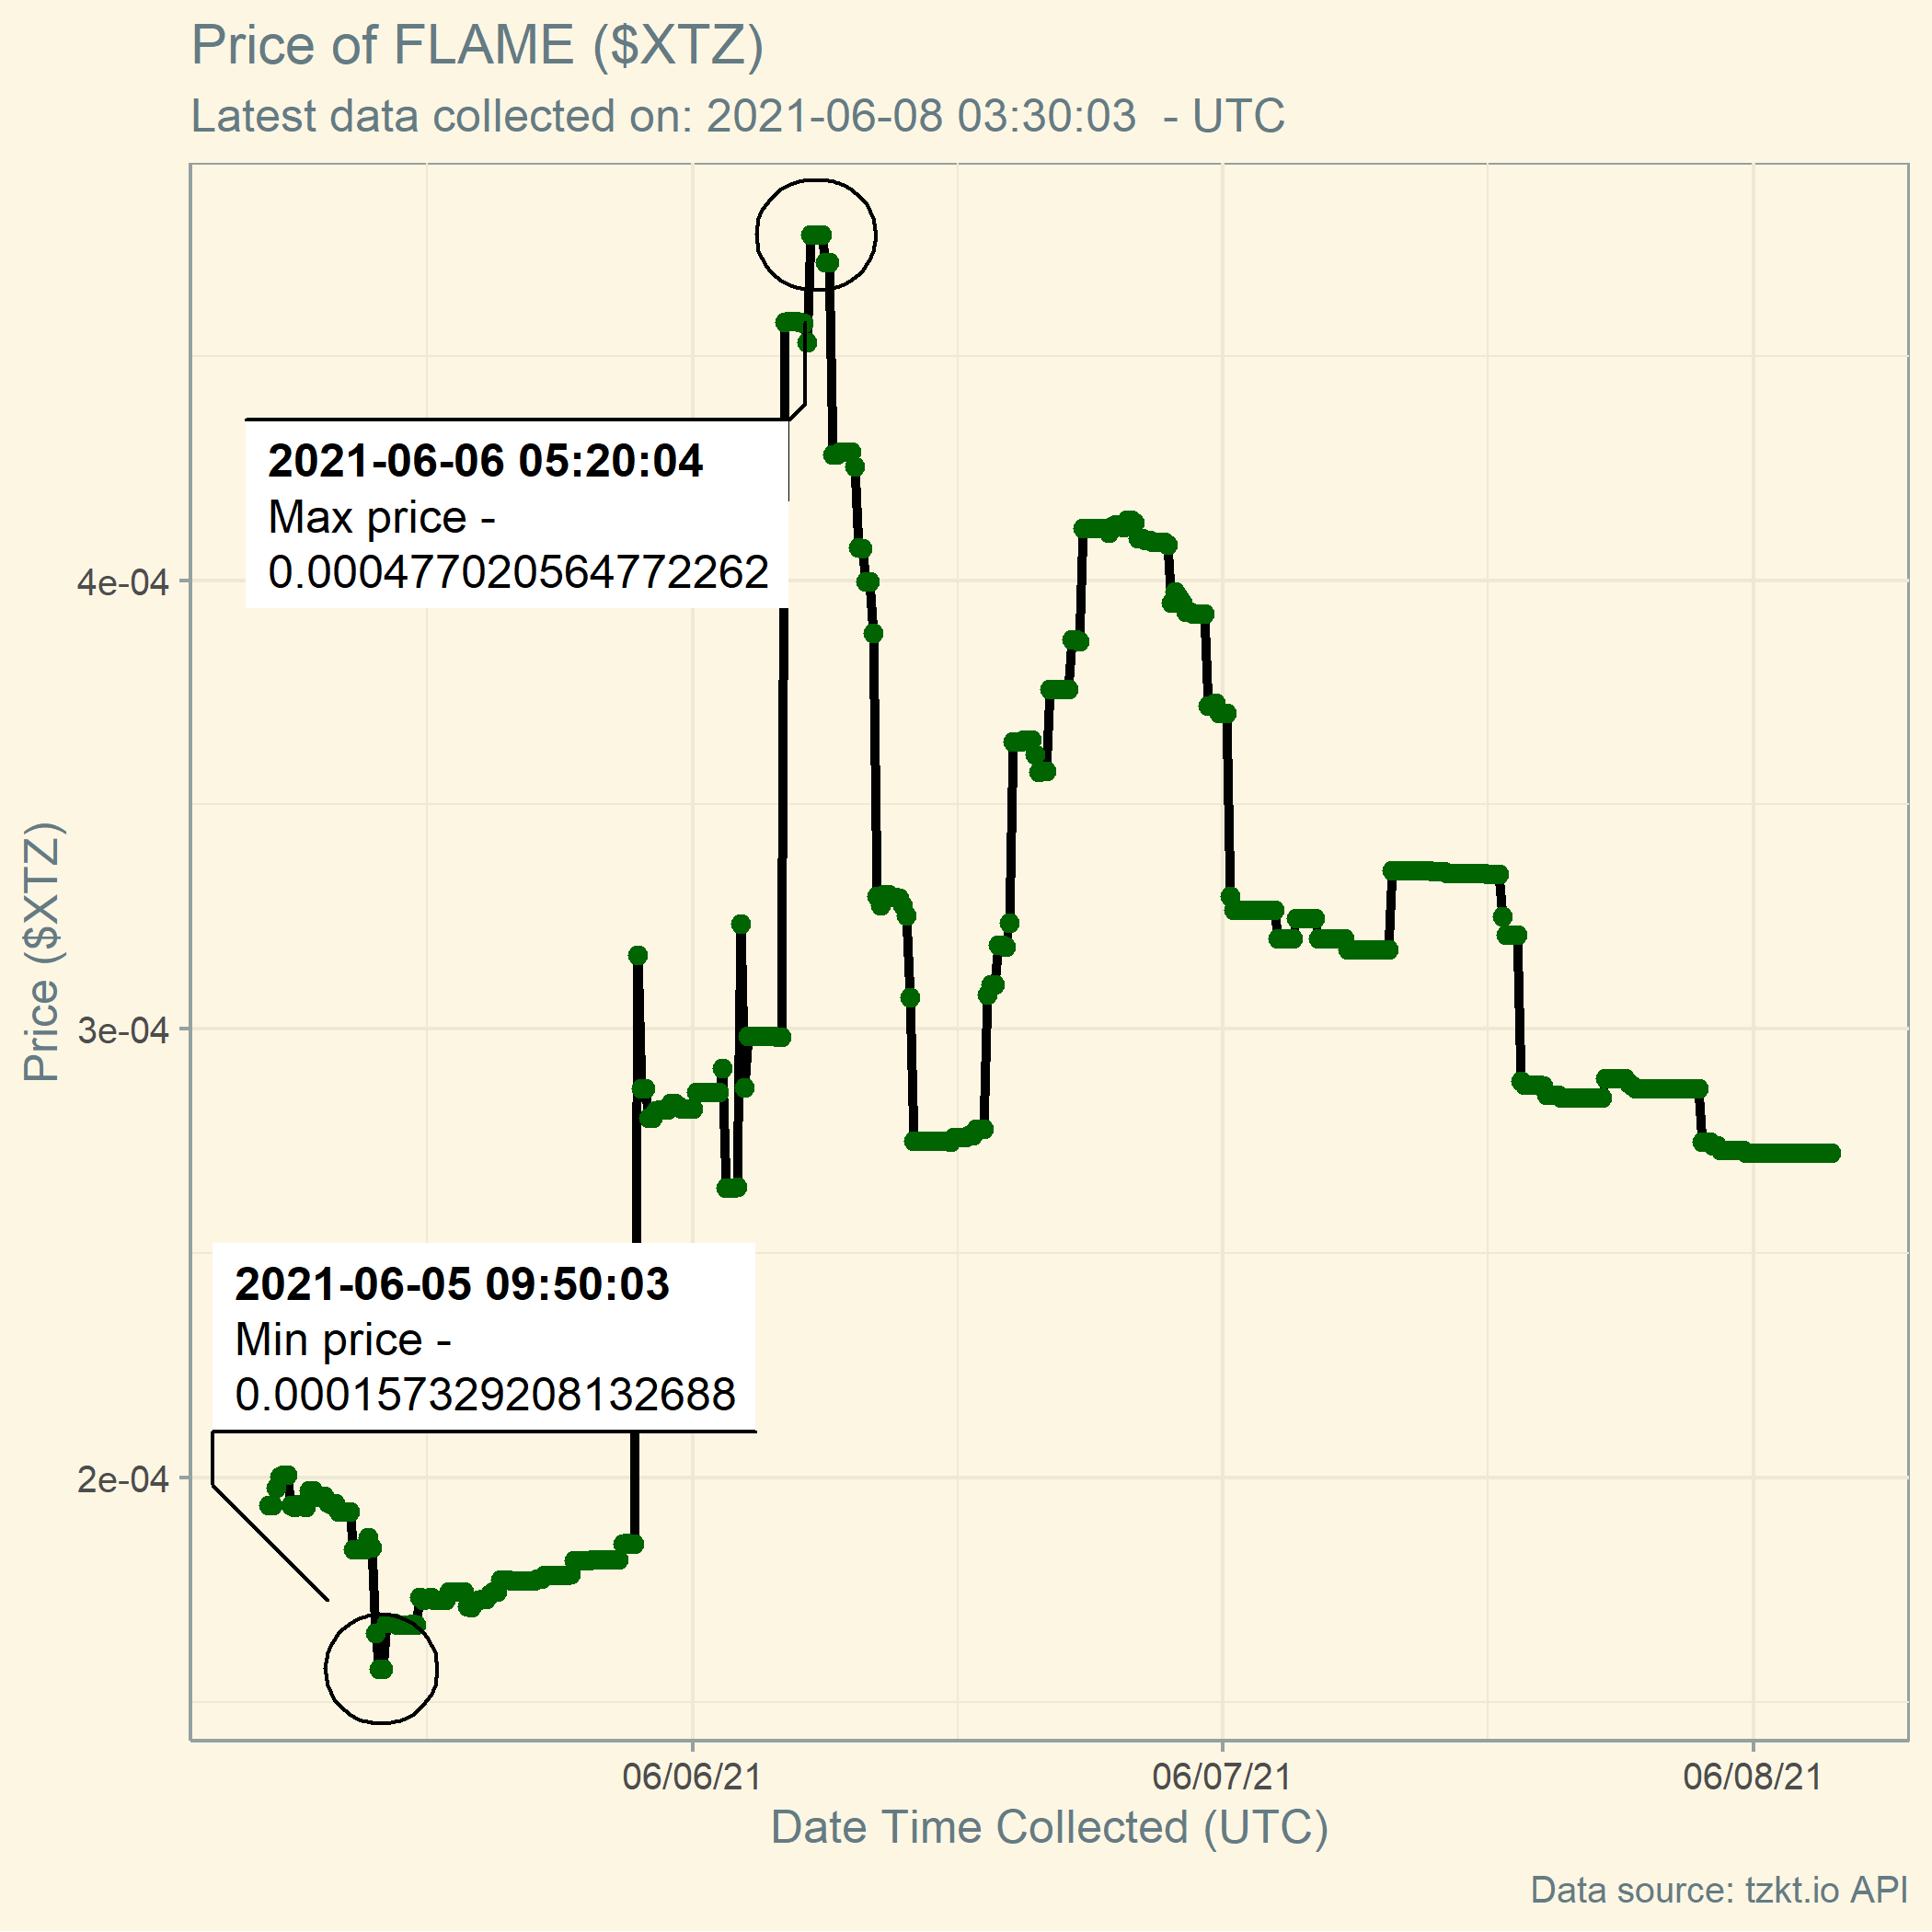 Price of FLAME ($XTZ)
Latest data collected on: 2021-06-08 03:30:03  - UTC
2021-06-06 05:20:04
Max price -
0.000477020564772262
4e-04
3e-04
2e-04
Price ($XTZ)
2021-06-05 09:50:03
Min price -
0.000157329208132688
06/06/21
06/07/21
06/08/21
Date Time Collected (UTC)
Data source: tzkt.io API